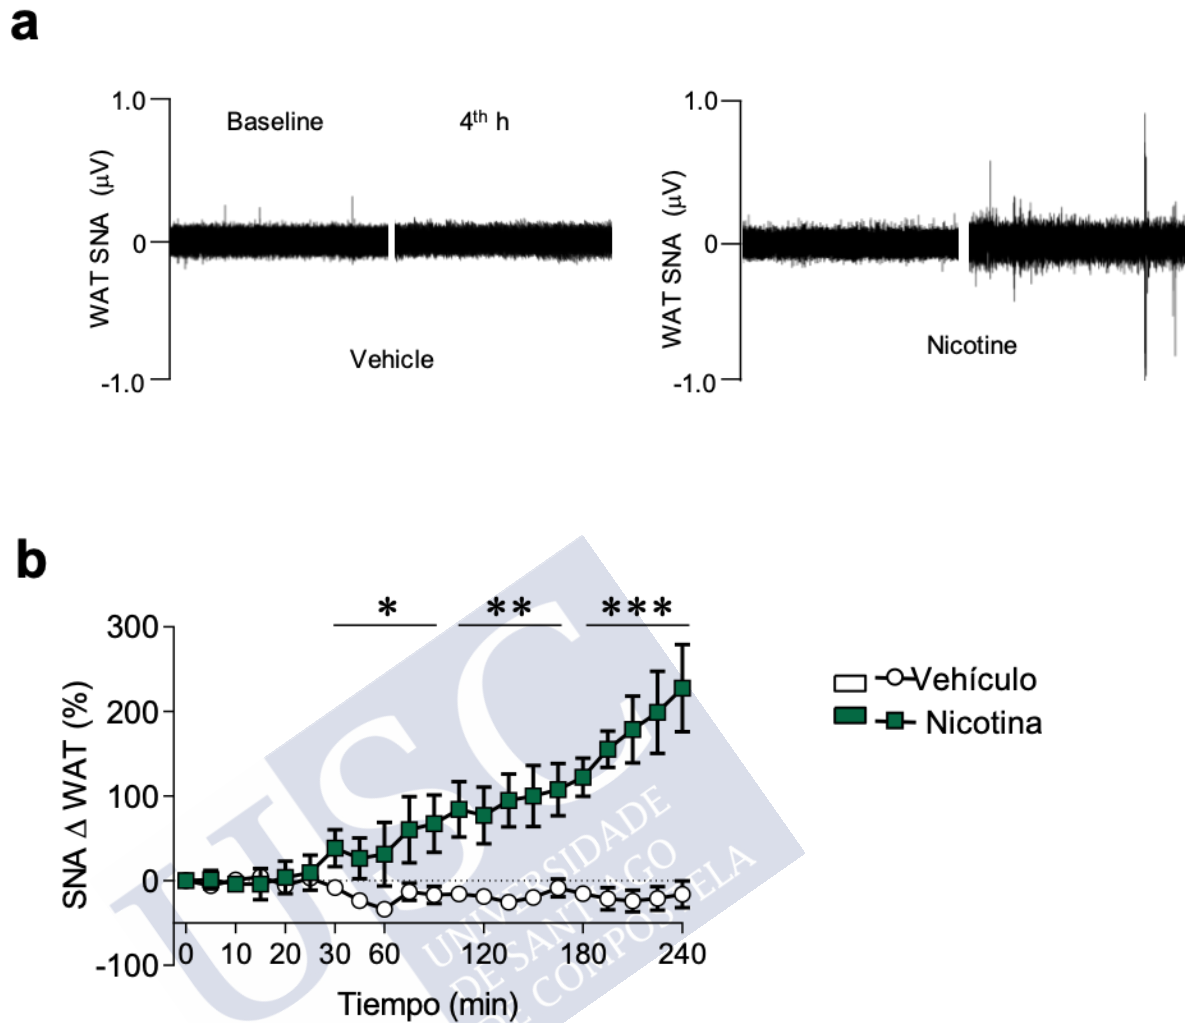 a
1.0
Baseline
4th h
WAT SNA (μV)
0
Vehicle
-1.0
1.0
WAT SNA (μV)
0
Nicotine
-1.0
b
* ** ***
300
200
100
0
-100
SNA Δ WAT (%)
0 10 20 30 60 120 180 240
Tiempo (min)
Vehículo
Nicotina
USC
UNIVERSIDADE
DE SANTIAGO
DE COMPOSTELA